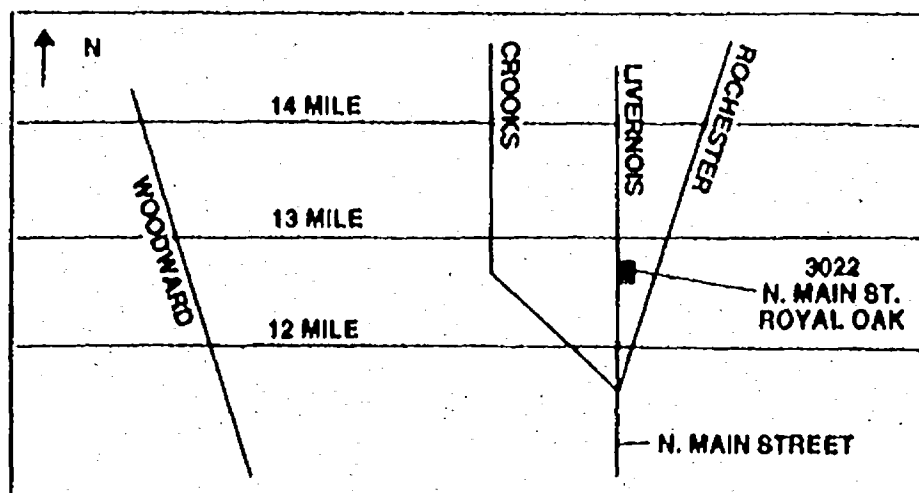 N
CROOKS
LIVERNOIS
ROCHESTER
14 MILE
WOODWARD
13 MILE
3022
N. MAIN ST.
ROYAL OAK
12 MILE
N. MAIN STREET